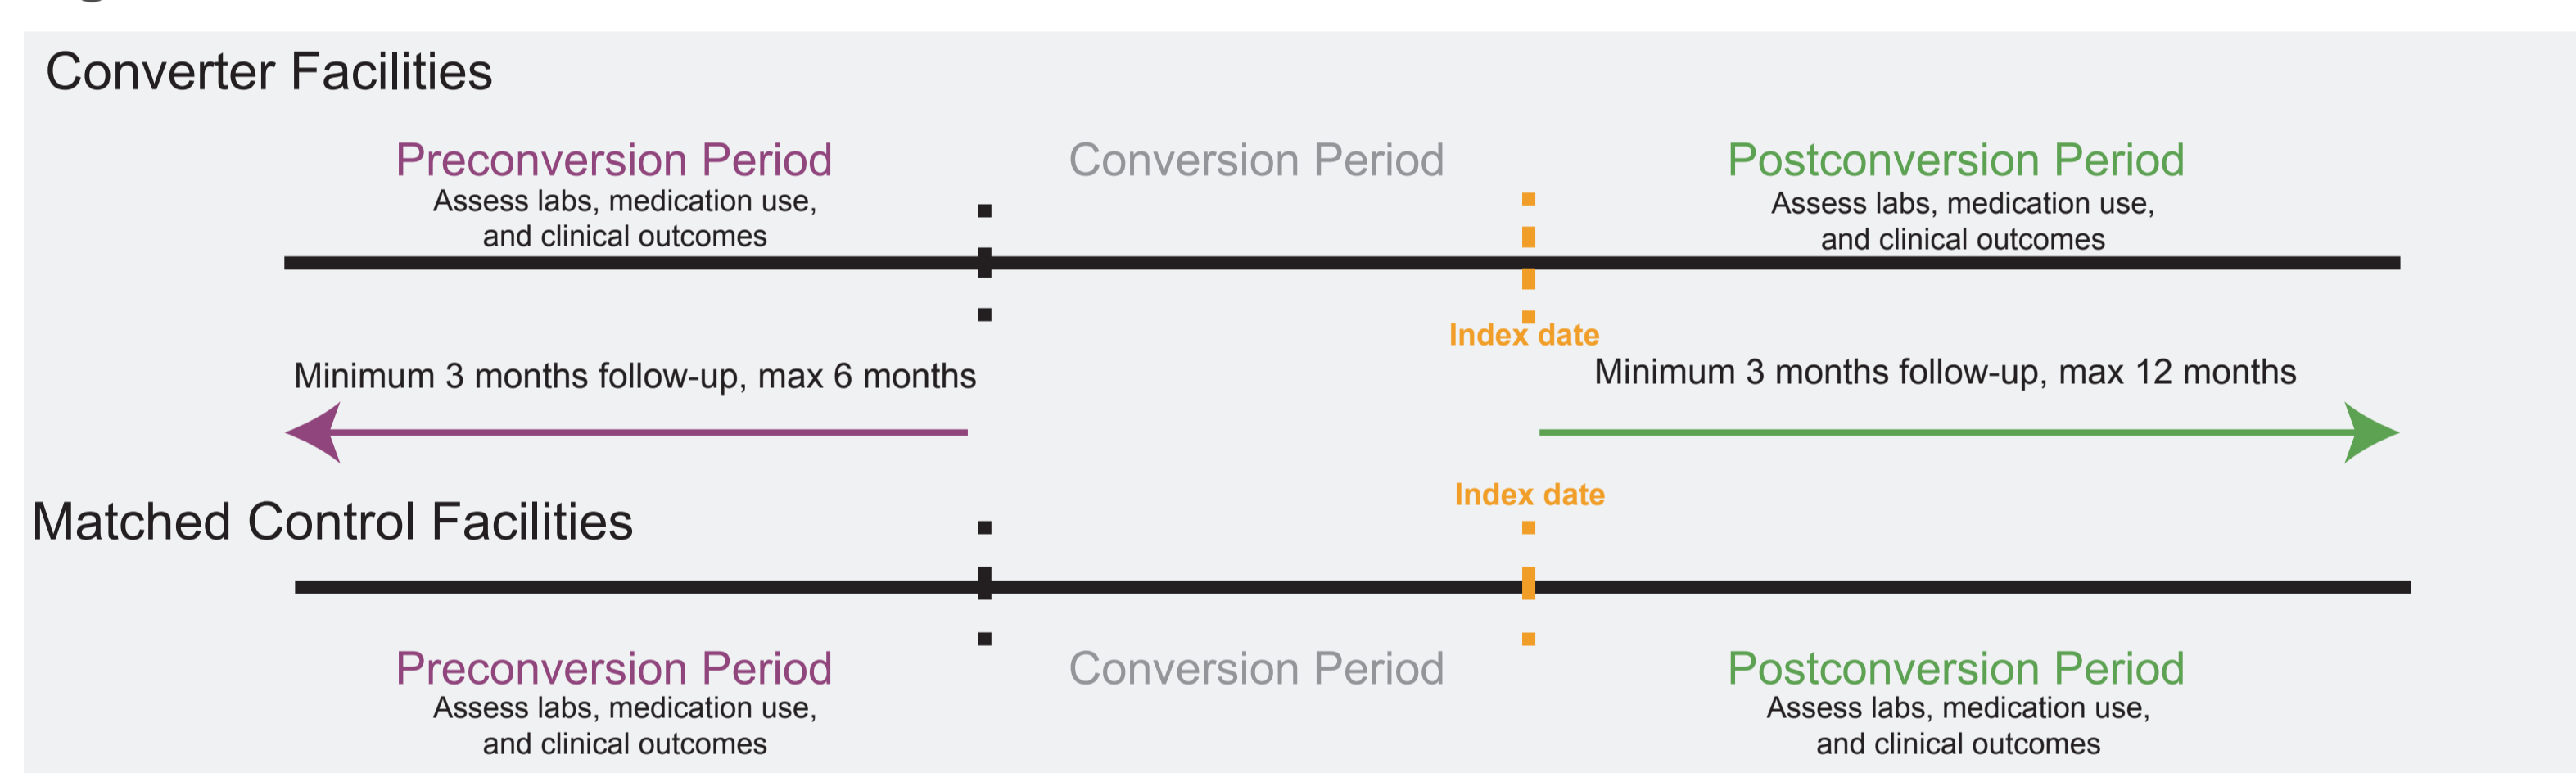 Converter Facilities
Preconversion Period
Assess labs, medication use,
and clinical outcomes
Conversion Period
Postconversion Period
Assess labs, medication use,
and clinical outcomes
Index date
Minimum 3 months follow-up, max 6 months
Minimum 3 months follow-up, max 12 months
Index date
Matched Control Facilities
Preconversion Period
Assess labs, medication use,
and clinical outcomes
Conversion Period
Postconversion Period
Assess labs, medication use,
and clinical outcomes